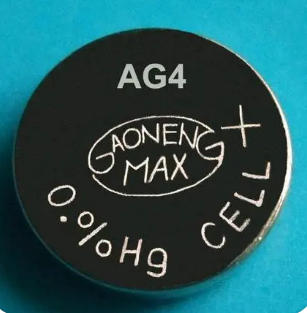 AG4
GAONENG
MAX
+
0.%Hg CELL